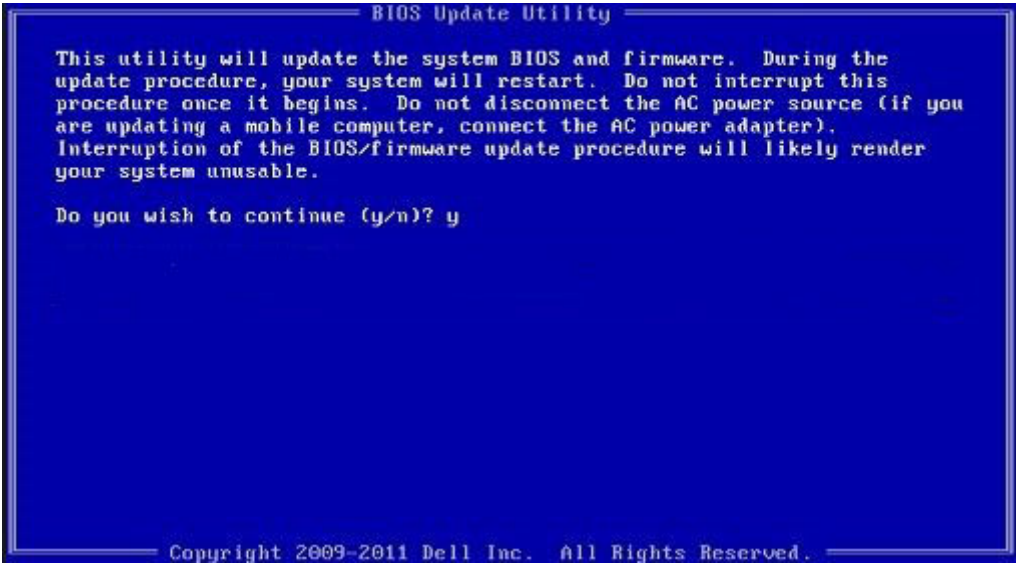 BIOS Update Utility
This utility will update the system BIOS and firmware.  During the
update procedure, your system will restart.  Do not interrupt this
procedure once it begins.  Do not disconnect the AC power source (if you
are updating a mobile computer, connect the AC power adapter).
Interruption of the BIOS/firmware update procedure will likely render
your system unusable.
Do you wish to continue (y/n)? y
Copyright 2009-2011 Dell Inc.  All Rights Reserved.